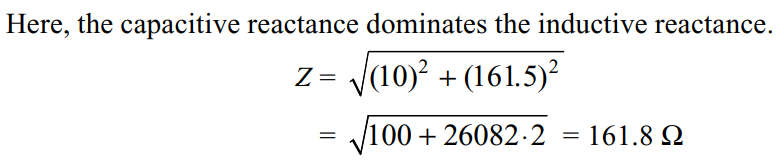 Here, the capacitive reactance dominates the inductive reactance.
Z = √((10)² + (161.5)²)
= √(100 + 26082·2) = 161.8 Ω